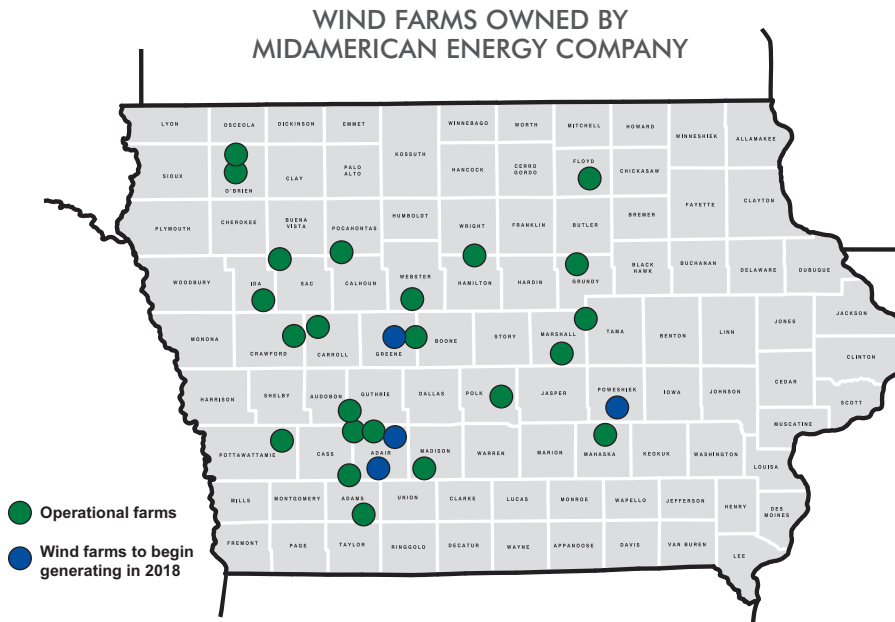 WIND FARMS OWNED BY
MIDAMERICAN ENERGY COMPANY
LYON
OSCEOLA
DICKINSON
EMMET
KOSSUTH
WINNEBAGO
WORTH
MITCHELL
HOWARD
WINNESHIEK
ALLAMAKEE
SIOUX
O'BRIEN
CLAY
PALO
ALTO
HANCOCK
CERRO
GORDO
FLOYD
CHICKASAW
FAYETTE
CLAYTON
PLYMOUTH
CHEROKEE
BUENA
VISTA
POCAHONTAS
HUMBOLDT
WRIGHT
FRANKLIN
BUTLER
BREMER
WOODBURY
IDA
SAC
CALHOUN
WEBSTER
HAMILTON
HARDIN
GRUNDY
BLACK
HAWK
BUCHANAN
DELAWARE
DUBUQUE
MONONA
CRAWFORD
CARROLL
GREENE
BOONE
STORY
MARSHALL
TAMA
BENTON
LINN
JONES
JACKSON
CLINTON
HARRISON
SHELBY
AUDOBON
GUTHRIE
DALLAS
POLK
JASPER
POWESHIEK
IOWA
JOHNSON
CEDAR
SCOTT
MUSCATINE
POTTAWATTAMIE
CASS
ADAIR
MADISON
WARREN
MARION
MAHASKA
KEOKUK
WASHINGTON
LOUISA
MILLS
MONTGOMERY
ADAMS
UNION
CLARKE
LUCAS
MONROE
WAPELLO
JEFFERSON
HENRY
DES
MOINES
FREMONT
PAGE
TAYLOR
RINGGOLD
DECATUR
WAYNE
APPANOOSE
DAVIS
VAN BUREN
LEE
Operational farms
Wind farms to begin
generating in 2018